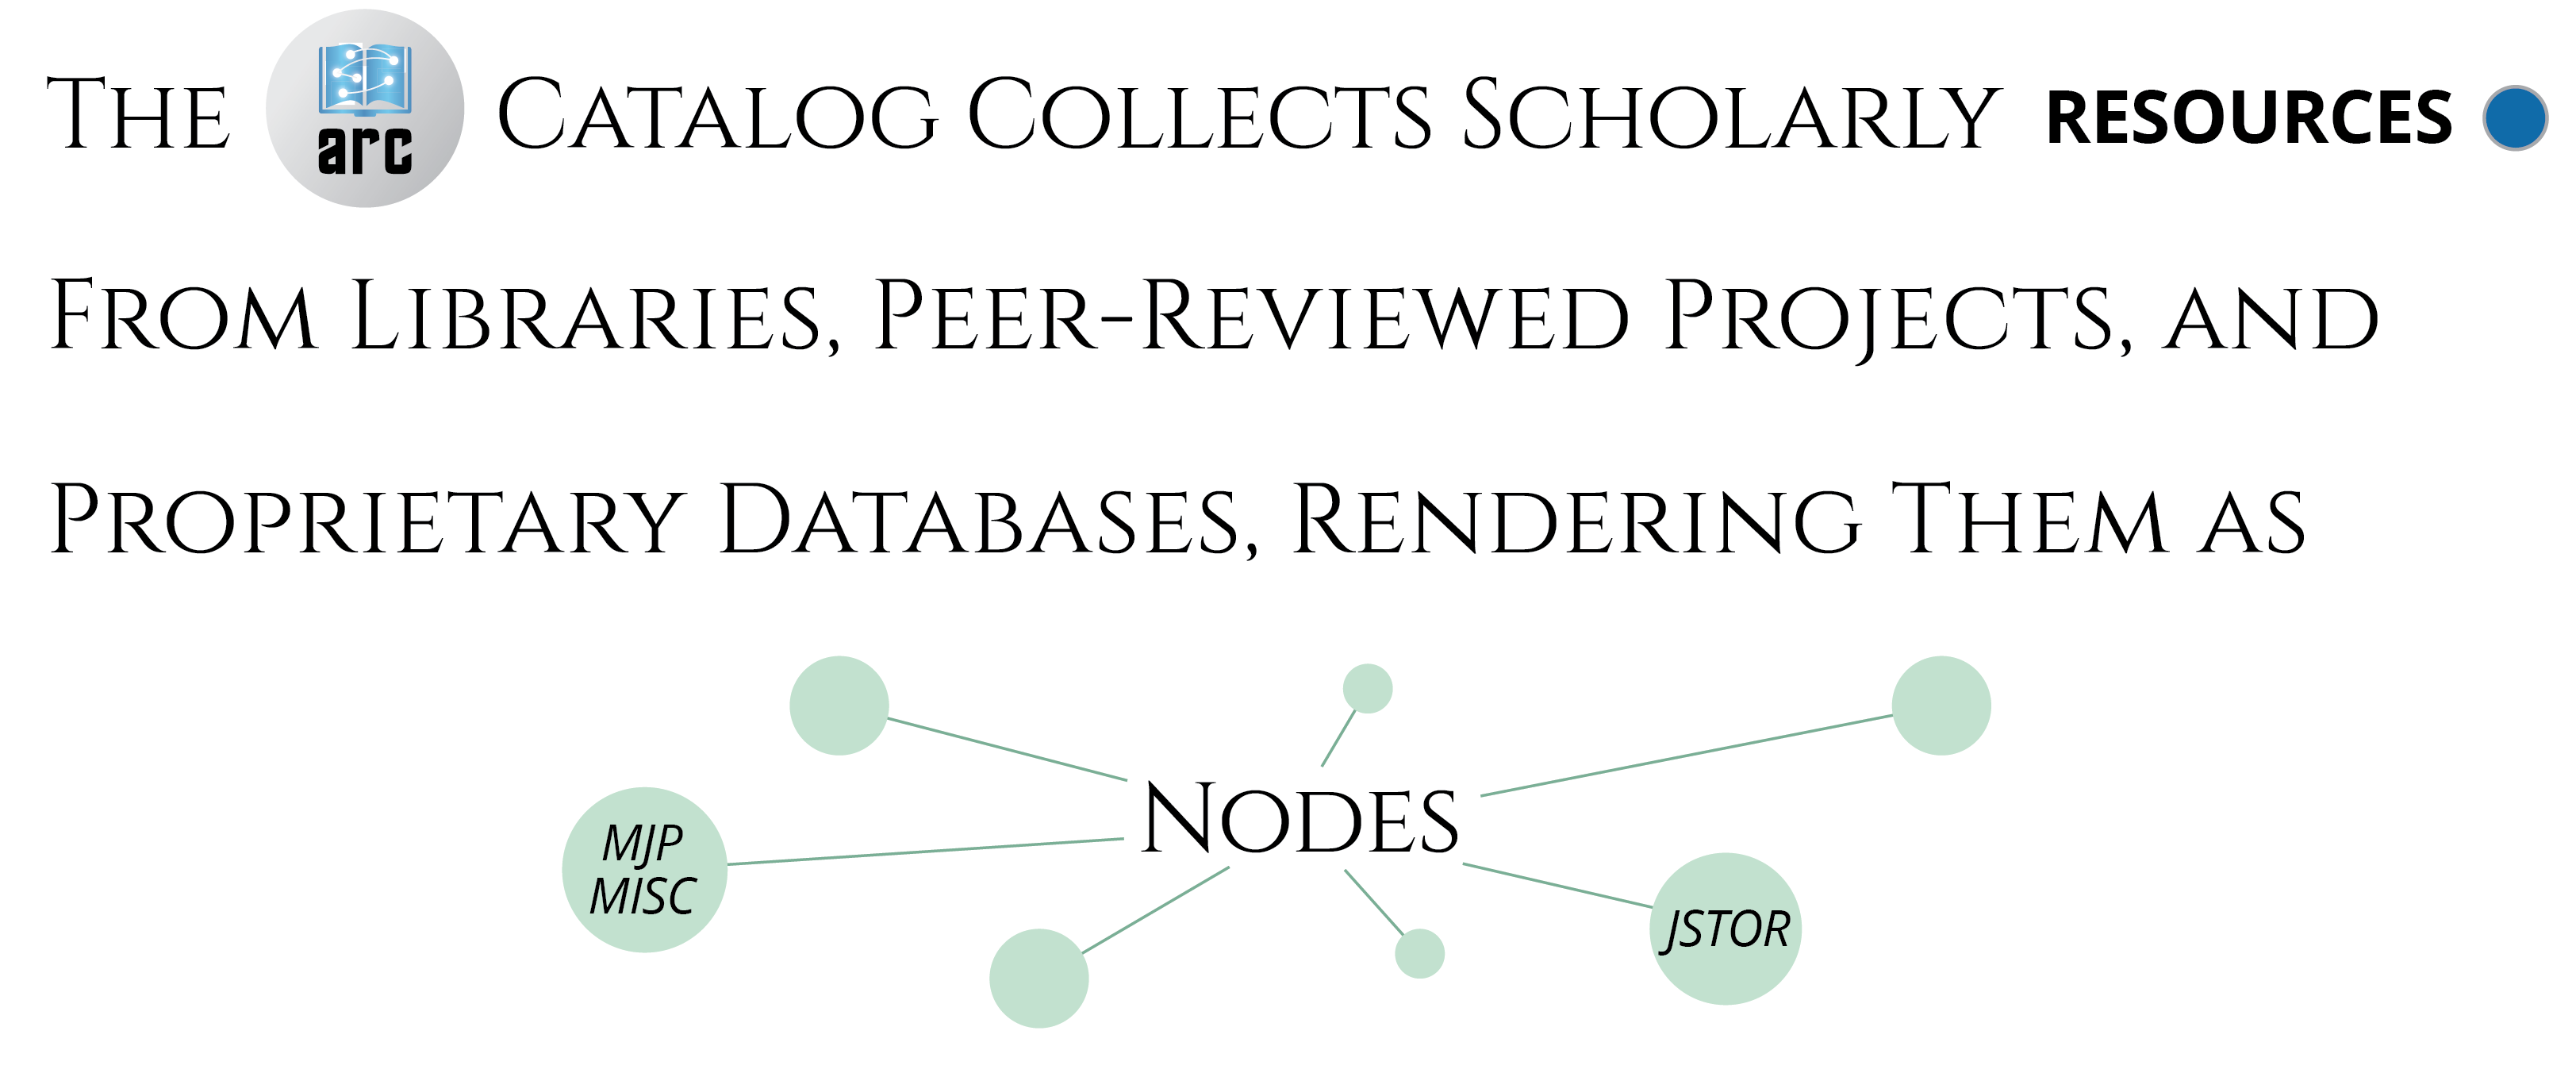 The arc Catalog Collects Scholarly RESOURCES
From Libraries, Peer-Reviewed Projects, and
Proprietary Databases, Rendering Them as
Nodes
MJP
MISC
JSTOR